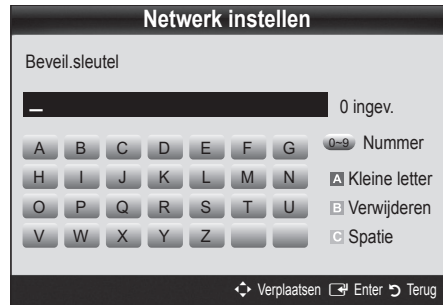 Netwerk instellen
Beveil.sleutel
_ 0 ingev.
A B C D E F G 0~9 Nummer
H I J K L M N A Kleine letter
O P Q R S T U B Verwijderen
V W X Y Z C Spatie
Verplaatsen Enter Terug